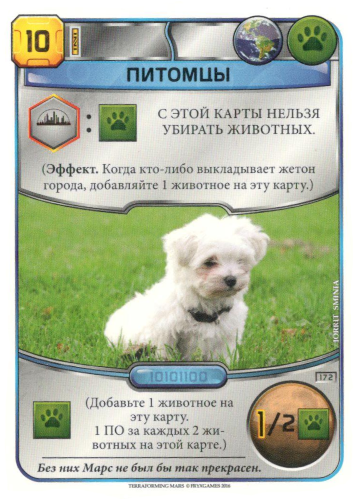 10
ПИТОМЦЫ
С ЭТОЙ КАРТЫ НЕЛЬЗЯ
УБИРАТЬ ЖИВОТНЫХ.
(Эффект. Когда кто-либо выкладывает жетон
города, добавляйте 1 животное на эту карту.)
JORRIT SMINIA
10101100
172
(Добавьте 1 животное на
эту карту.
1 ПО за каждых 2 жи-
вотных на этой карте.)
1/2
Без них Марс не был бы так прекрасен.
TERRAFORMING MARS © FRYXGAMES 2016